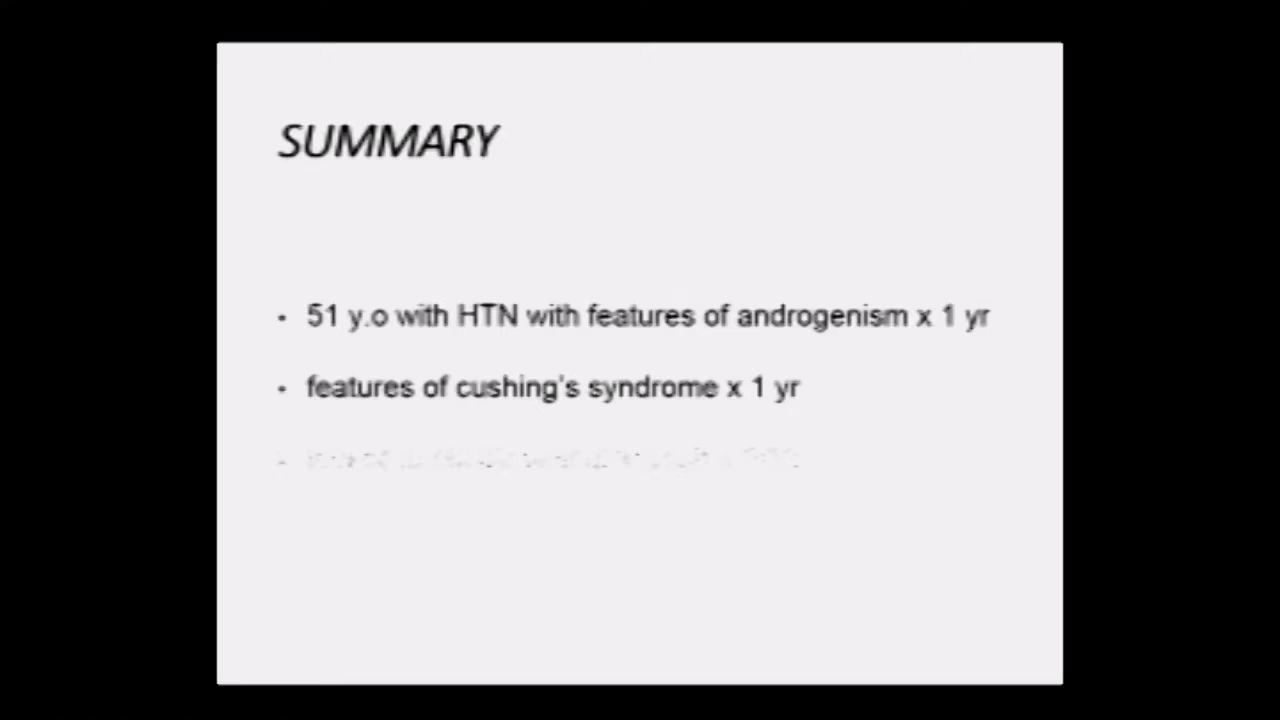 SUMMARY
• 51 y.o with HTN with features of androgenism x 1 yr
• features of cushing's syndrome x 1 yr